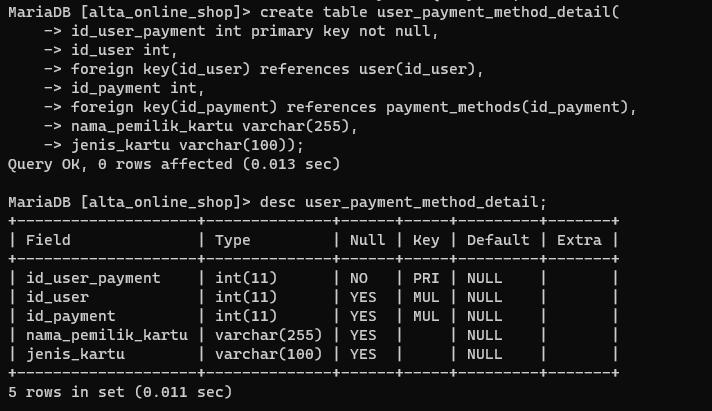 MariaDB [alta_online_shop]> create table user_payment_method_detail(
    -> id_user_payment int primary key not null,
    -> id_user int,
    -> foreign key(id_user) references user(id_user),
    -> id_payment int,
    -> foreign key(id_payment) references payment_methods(id_payment),
    -> nama_pemilik_kartu varchar(255),
    -> jenis_kartu varchar(100));
Query OK, 0 rows affected (0.013 sec)

MariaDB [alta_online_shop]> desc user_payment_method_detail;
+--------------------+--------------+------+-----+---------+-------+
| Field              | Type         | Null | Key | Default | Extra |
+--------------------+--------------+------+-----+---------+-------+
| id_user_payment    | int(11)      | NO   | PRI | NULL    |       |
| id_user            | int(11)      | YES  | MUL | NULL    |       |
| id_payment         | int(11)      | YES  | MUL | NULL    |       |
| nama_pemilik_kartu | varchar(255) | YES  |     | NULL    |       |
| jenis_kartu        | varchar(100) | YES  |     | NULL    |       |
+--------------------+--------------+------+-----+---------+-------+
5 rows in set (0.011 sec)